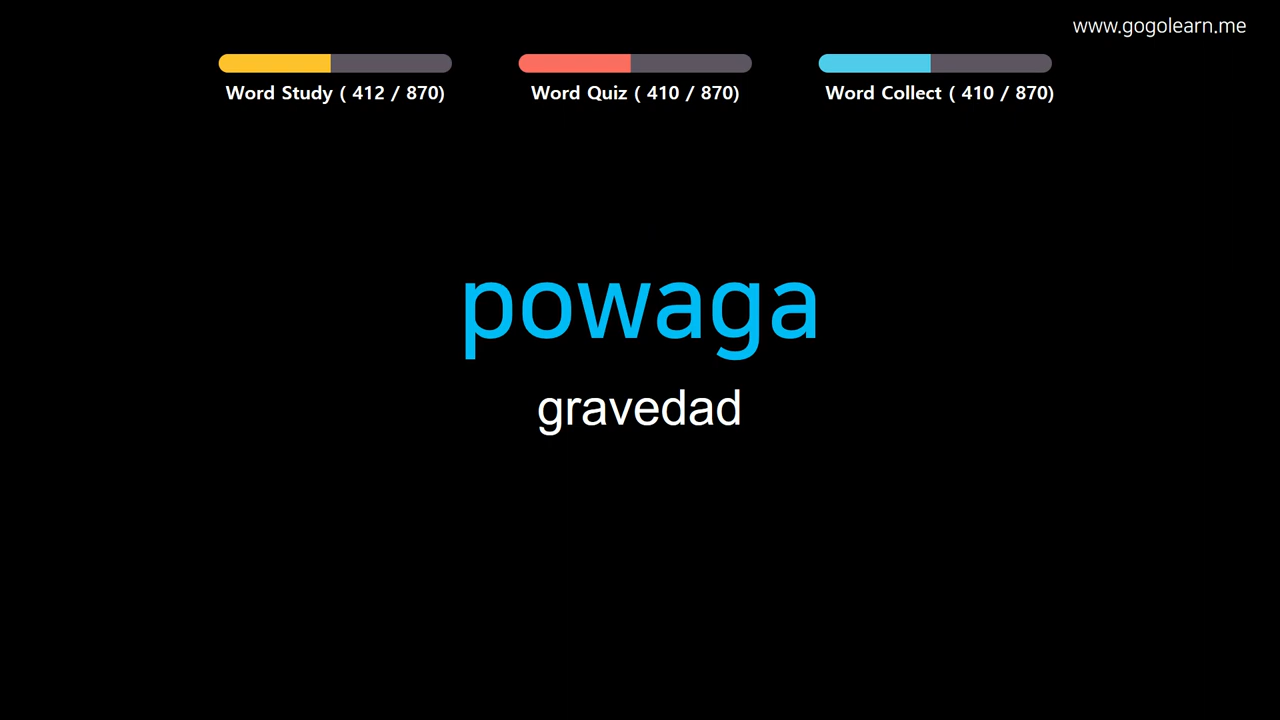 www.gogolearn.me
Word Study ( 412 / 870)
Word Quiz ( 410 / 870)
Word Collect ( 410 / 870)
powaga
gravedad